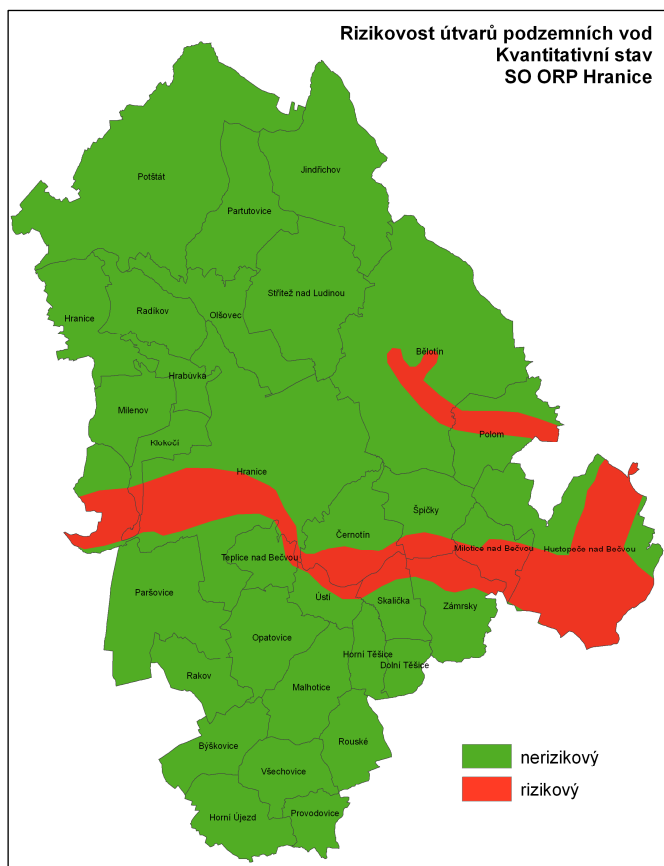 Rizikovost útvarů podzemních vod
Kvantitativní stav
SO ORP Hranice
Jindřichov
Potštát
Partutovice
Střítež nad Ludinou
Radíkov
Olšovec
Hranice
Bělotín
Hrabůvka
Milenov
Polom
Klokočí
Hranice
Špičky
Černotín
Milotice nad Bečvou
Hustopeče nad Bečvou
Teplice nad Bečvou
Paršovice
Ústí
Skalička
Zámrsky
Opatovice
Horní Těšice
Dolní Těšice
Rakov
Malhotice
Býškovice
Rouské
Všechovice
Horní Újezd
Provodovice
nerizikový
rizikový